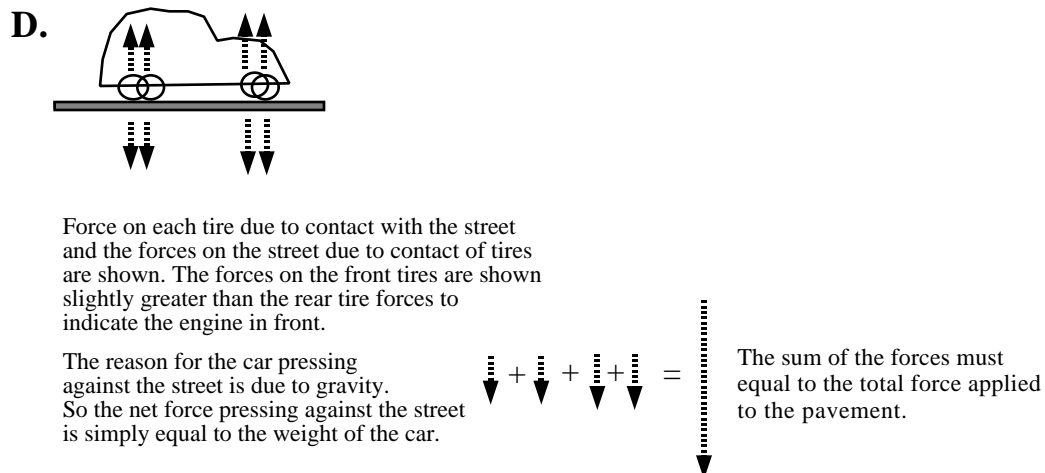 D.
Force on each tire due to contact with the street
and the forces on the street due to contact of tires
are shown. The forces on the front tires are shown
slightly greater than the rear tire forces to
indicate the engine in front.
The reason for the car pressing
against the street is due to gravity.
So the net force pressing against the street
is simply equal to the weight of the car.
+ + + =
The sum of the forces must
equal to the total force applied
to the pavement.